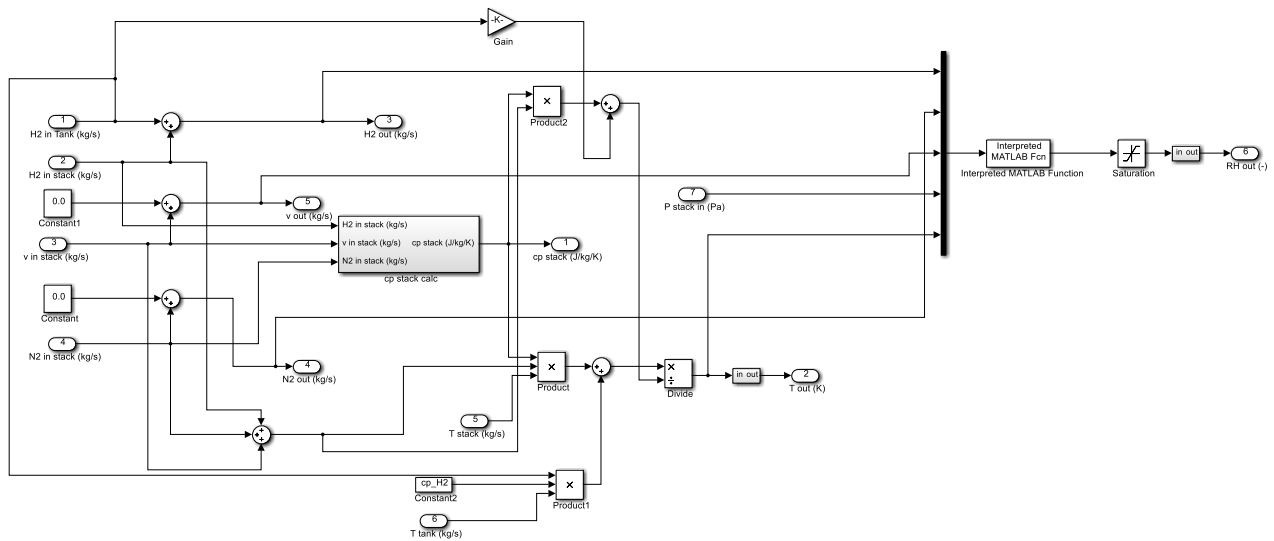 -K-
Gain
1
H2 in Tank (kg/s)
3
H2 out (kg/s)
Product2
2
H2 in stack (kg/s)
0.0
Constant1
5
v out (kg/s)
3
v in stack (kg/s)
H2 in stack (kg/s)
v in stack (kg/s)
N2 in stack (kg/s)
cp stack (J/kg/K)
cp stack calc
1
cp stack (J/kg/K)
7
P stack in (Pa)
Interpreted
MATLAB Fcn
Interpreted MATLAB Function
Saturation
in out
6
RH out (-)
0.0
Constant
4
N2 in stack (kg/s)
4
N2 out (kg/s)
×
Product
5
T stack (kg/s)
×
÷
Divide
in out
2
T out (K)
cp_H2
Constant2
×
Product1
6
T tank (kg/s)